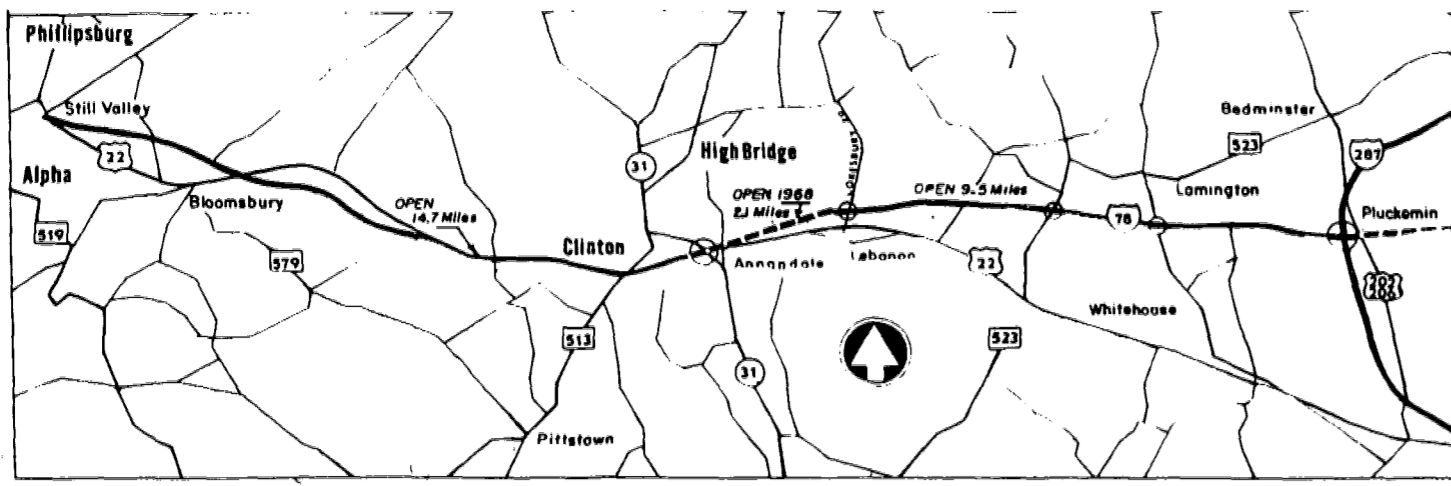 Phillipsburg
Still Valley
22
Alpha
519
Bloomsbury
579
OPEN
14.7 Miles
Clinton
513
Pittstown
31
High Bridge
OPEN 1968
2.1 Miles
Annandale
Lebanon
31
OPEN 9.5 Miles
22
523
78
Whitehouse
Lamington
523
Bedminster
287
Pluckemin
202
206